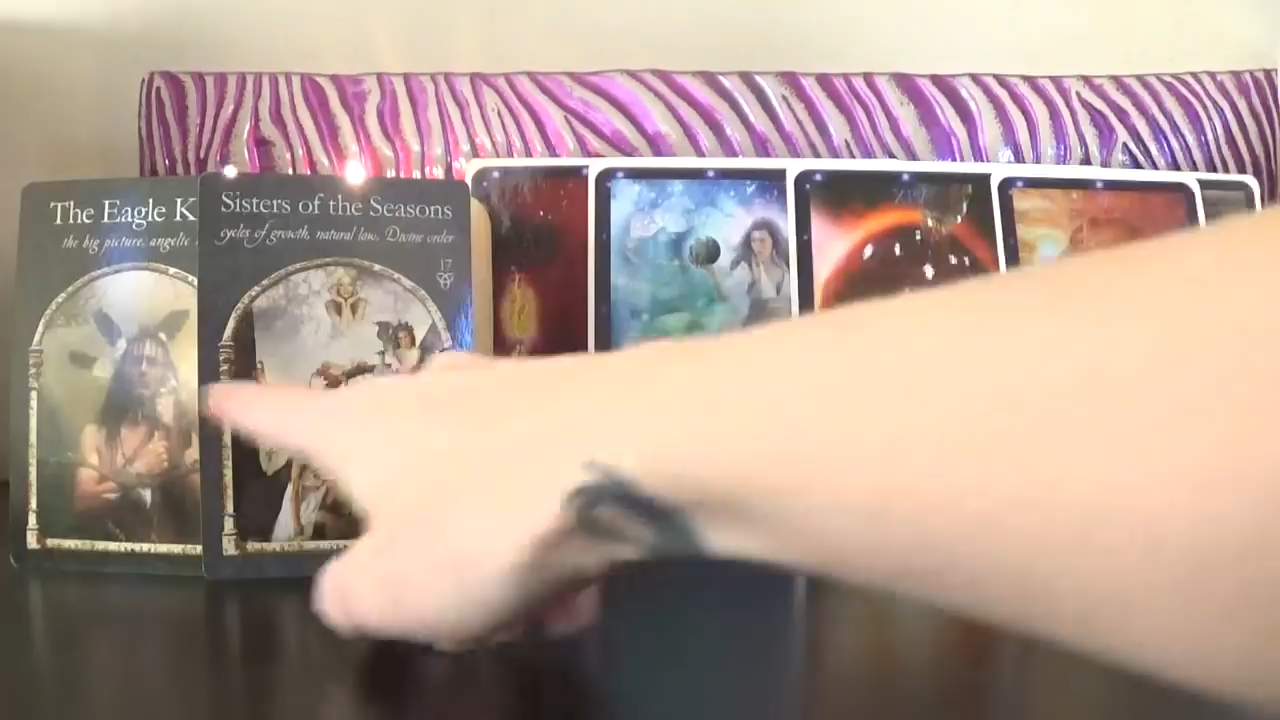 The Eagle K
the big picture, angelic
Sisters of the Seasons
cycles of growth, natural law, Divine order
17